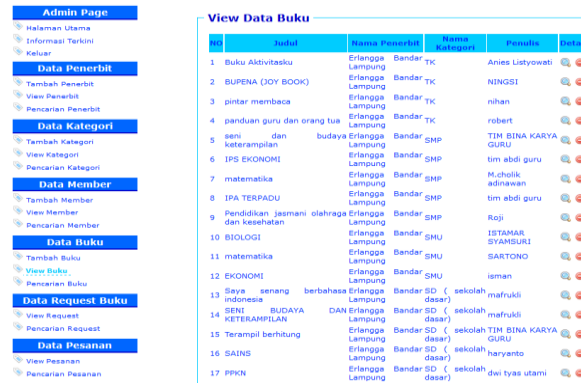 Admin Page
Halaman Utama
Informasi Terkini
Keluar
Data Penerbit
Tambah Penerbit
View Penerbit
Pencarian Penerbit
Data Kategori
Tambah Kategori
View Kategori
Pencarian Kategori
Data Member
Tambah Member
View Member
Pencarian Member
Data Buku
Tambah Buku
View Buku
Pencarian Buku
Data Request Buku
View Request
Pencarian Request
Data Pesanan
View Pesanan
Pencarian Pesanan
View Data Buku
NO Judul Nama Penerbit Nama Kategori Penulis Deta
1 Buku Aktivitasku Erlangga Bandar Lampung TK Anies Listyowati
2 BUPENA (JOY BOOK) Erlangga Bandar Lampung TK NINGSI
3 pintar membaca Erlangga Bandar Lampung TK nihan
4 panduan guru dan orang tua Erlangga Bandar Lampung TK robert
5 seni dan budaya keterampilan Erlangga Bandar Lampung SMP TIM BINA KARYA GURU
6 IPS EKONOMI Erlangga Bandar Lampung SMP tim abdi guru
7 matematika Erlangga Bandar Lampung SMP M.cholik adinawan
8 IPA TERPADU Erlangga Bandar Lampung SMP tim abdi guru
9 Pendidikan jasmani olahraga dan kesehatan Erlangga Bandar Lampung SMP Roji
10 BIOLOGI Erlangga Bandar Lampung SMU ISTAMAR SYAMSURI
11 matematika Erlangga Bandar Lampung SMU SARTONO
12 EKONOMI Erlangga Bandar Lampung SMU isman
13 Saya senang berbahasa indonesia Erlangga Bandar Lampung SD ( sekolah dasar) mafrukli
14 SENI BUDAYA DAN KETERAMPILAN Erlangga Bandar Lampung SD ( sekolah dasar) mafrukli
15 Terampil berhitung Erlangga Bandar Lampung SD ( sekolah dasar) TIM BINA KARYA GURU
16 SAINS Erlangga Bandar Lampung SD ( sekolah dasar) haryanto
17 PPKN Erlangga Bandar Lampung SD ( sekolah dasar) dwi tyas utami